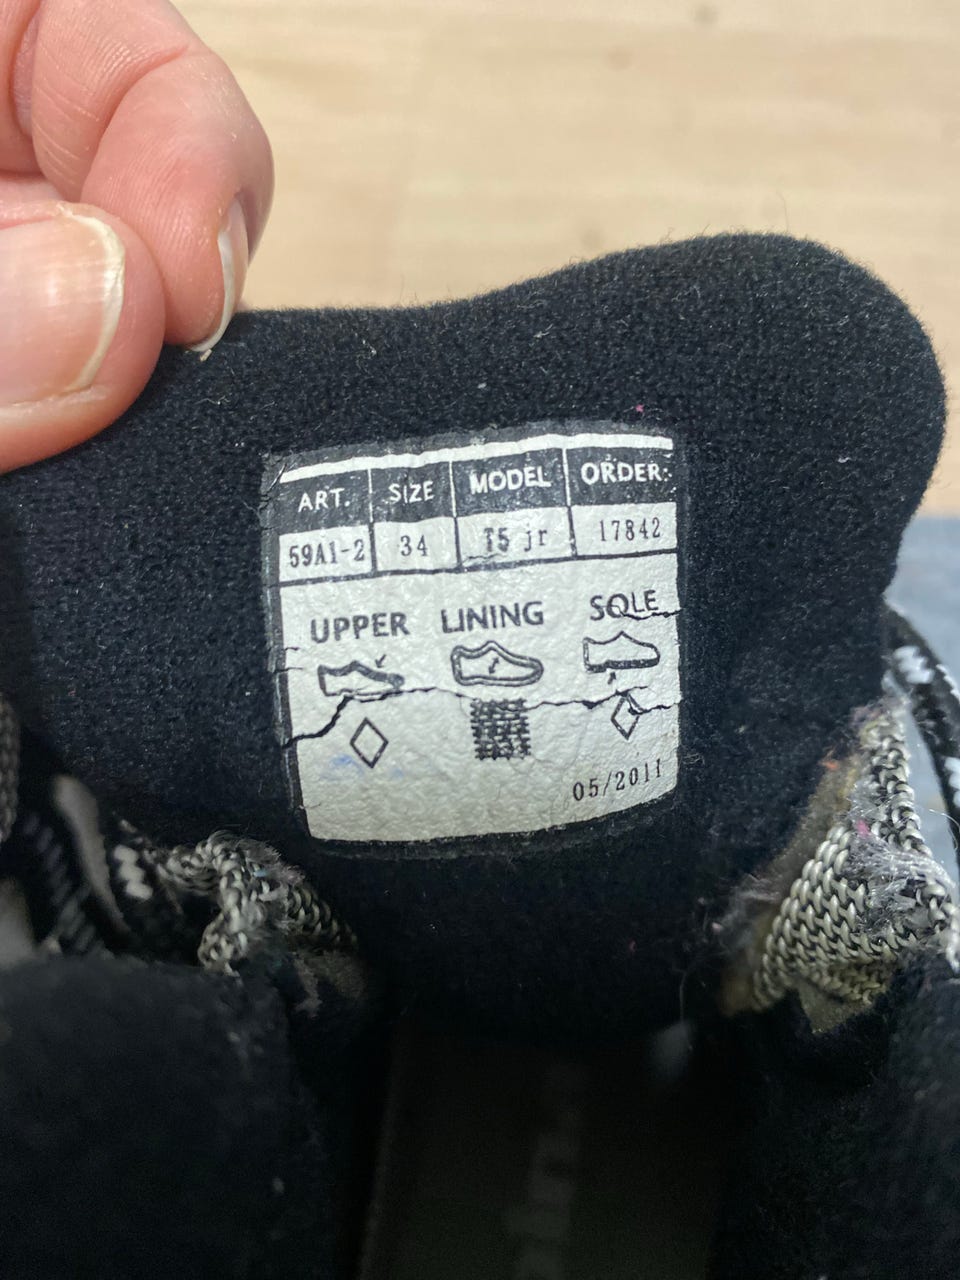 ART. SIZE MODEL ORDER:
59A1-2 34 T5 jr 17842
UPPER LINING SOLE
05/2011